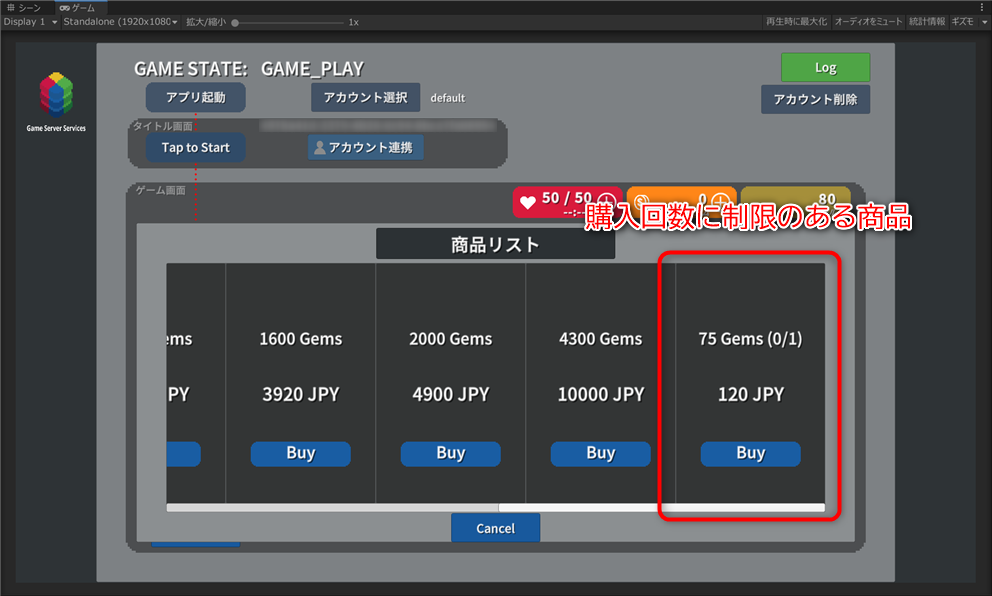 シーン ゲーム
Display 1 Standalone (1920x1080 拡大/縮小 1x 再生時に最大化 オーディオをミュート 統計情報 ギズモ
GAME STATE: GAME_PLAY
Log
アプリ起動 アカウント選択 default アカウント削除
Game Server Services
タイトル画面
Tap to Start アカウント連携
ゲーム画面
50 / 50 0 80
--:--
購入回数に制限のある商品
商品リスト
ems 1600 Gems 2000 Gems 4300 Gems 75 Gems (0/1)
PY 3920 JPY 4900 JPY 10000 JPY 120 JPY
Buy Buy Buy Buy
Cancel